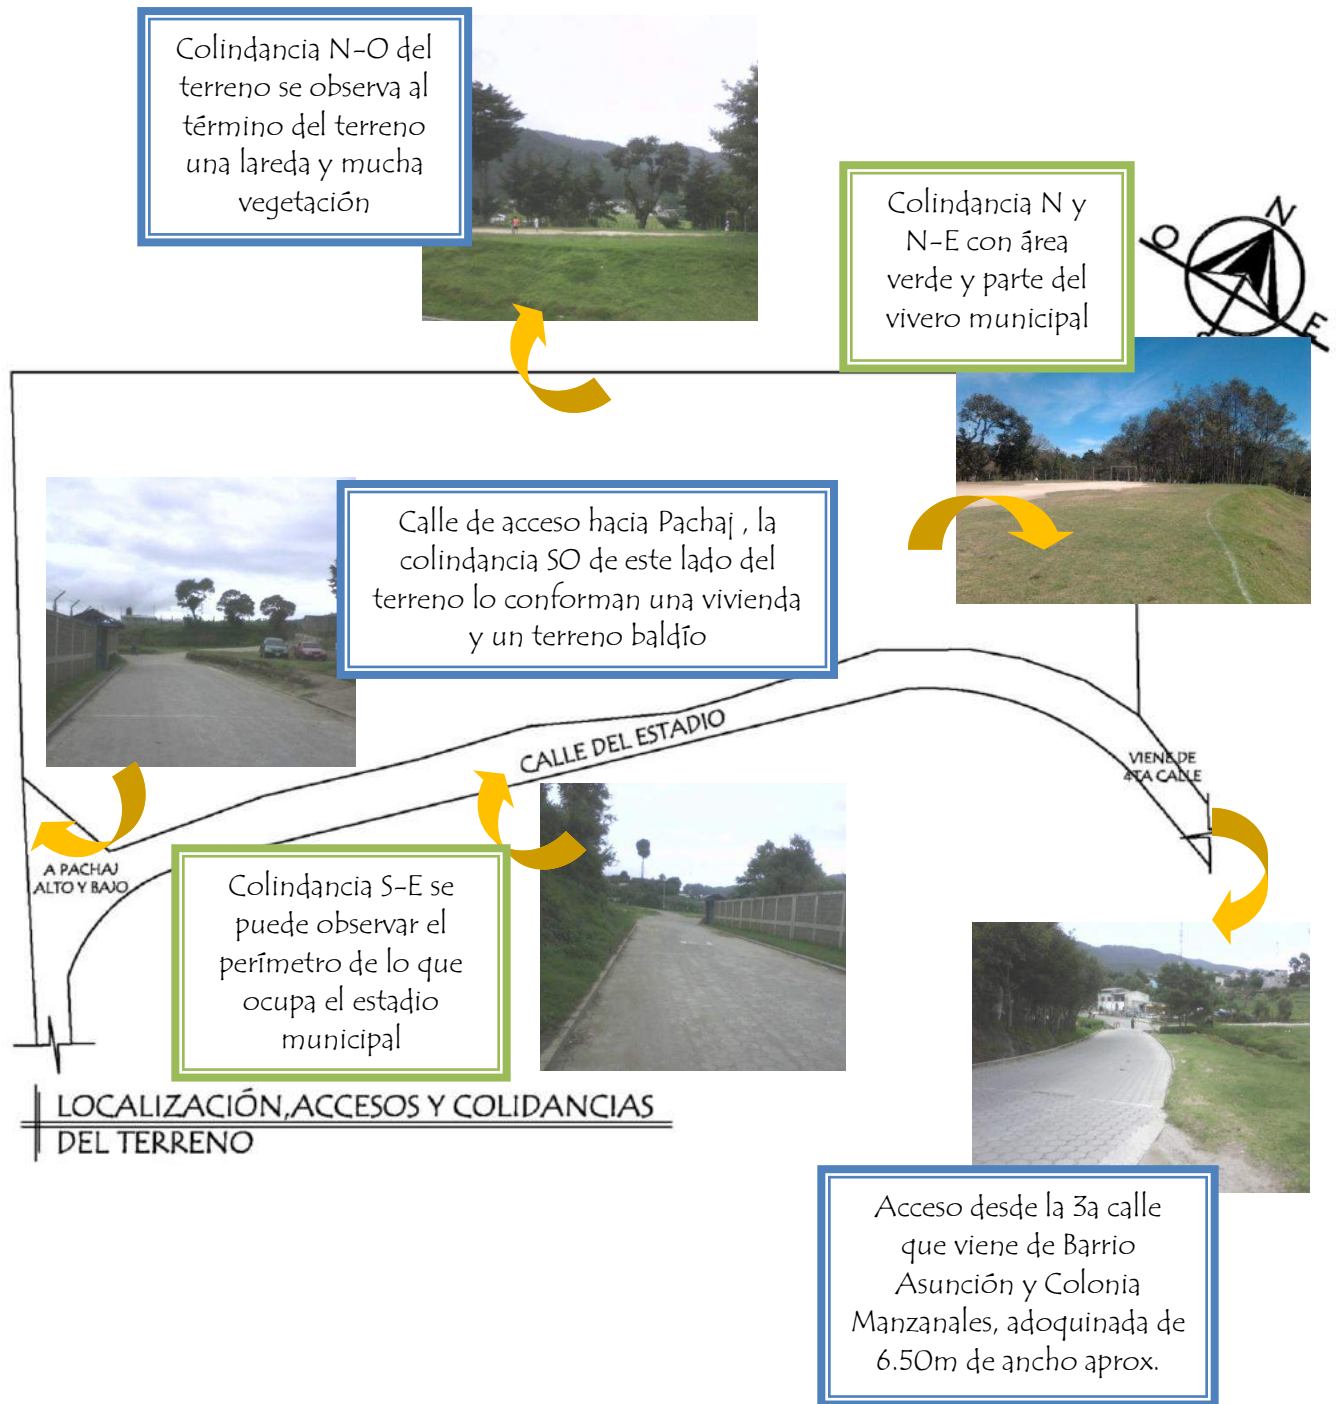 Colindancia N-O del
terreno se observa al
término del terreno
una lareda y mucha
vegetación
Colindancia N y
N-E con área
verde y parte del
vivero municipal
N
O
E
Calle de acceso hacia Pachaj , la
colindancia SO de este lado del
terreno lo conforman una vivienda
y un terreno baldío
CALLE DEL ESTADIO
VIENE DE
4TA CALLE
A PACHAJ
ALTO Y BAJO
Colindancia S-E se
puede observar el
perímetro de lo que
ocupa el estadio
municipal
LOCALIZACIÓN,ACCESOS Y COLIDANCIAS
DEL TERRENO
Acceso desde la 3a calle
que viene de Barrio
Asunción y Colonia
Manzanales, adoquinada de
6.50m de ancho aprox.